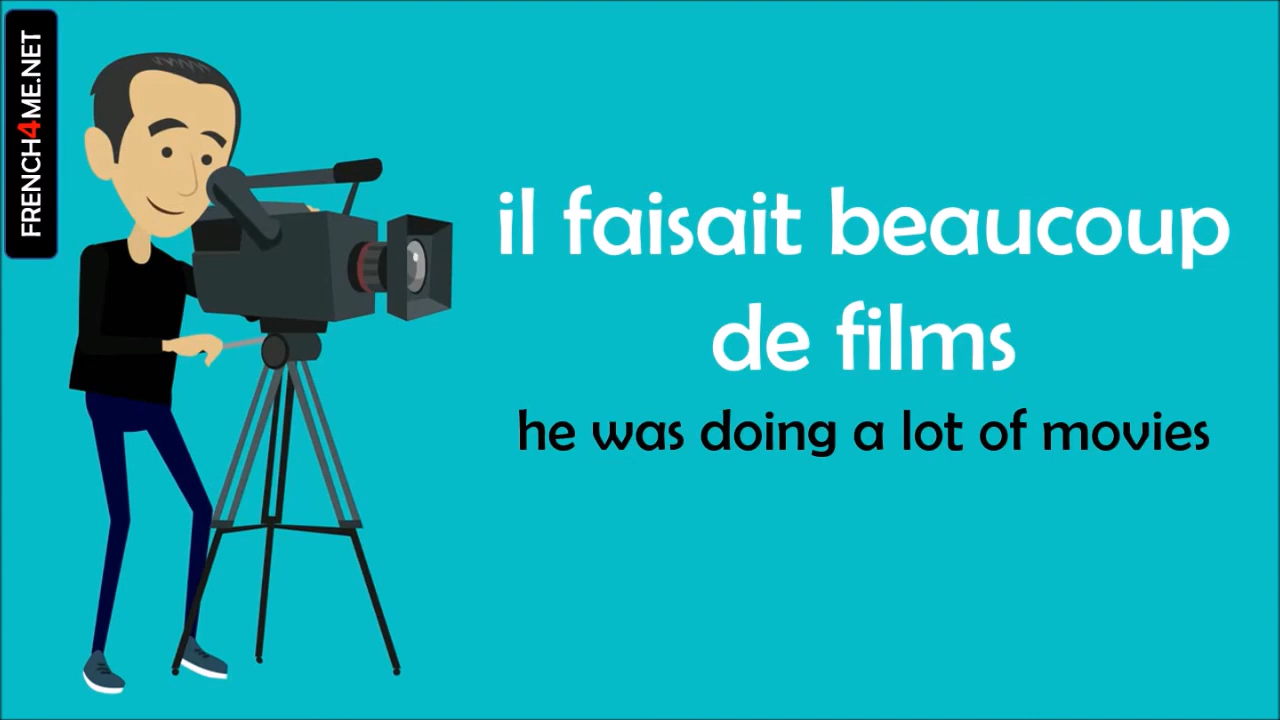 FRENCH4ME.NET
il faisait beaucoup
de films
he was doing a lot of movies